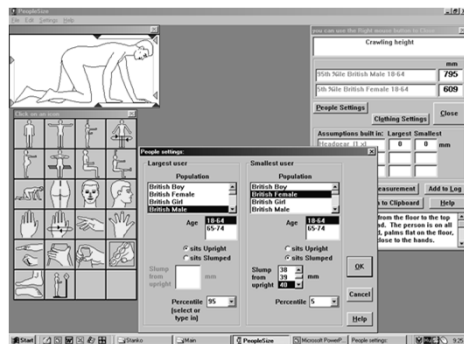 PeopleSize
File Edit Settings Help
you can use the Right mouse button to Close
Crawling height
mm
95th %ile British Male 18-64 795
5th %ile British Female 18-64 609
People Settings
Clothing Settings
Close
Assumptions built in: Largest Smallest
Headgear (1.x) 0 0 mm
Add to Log
to Clipboard Help
from the floor to the top
The person is on all
palms flat on the floor,
close to the hands.
Click on an icon
People settings:
Largest user
Population
British Boy
British Female
British Girl
British Male
Age 18-64
65-74
sits Upright
sits Slumped
Slump
from
upright
mm
Percentile 95
(select or
type in)
Smallest user
Population
British Boy
British Female
British Girl
British Male
Age 18-64
65-74
sits Upright
sits Slumped
Slump
from
upright
38
39
40
mm
Percentile 5
OK
Cancel
Help
Start
Stanko
Main
PeopleSize
Microsoft PowerP...
People settings
9:25